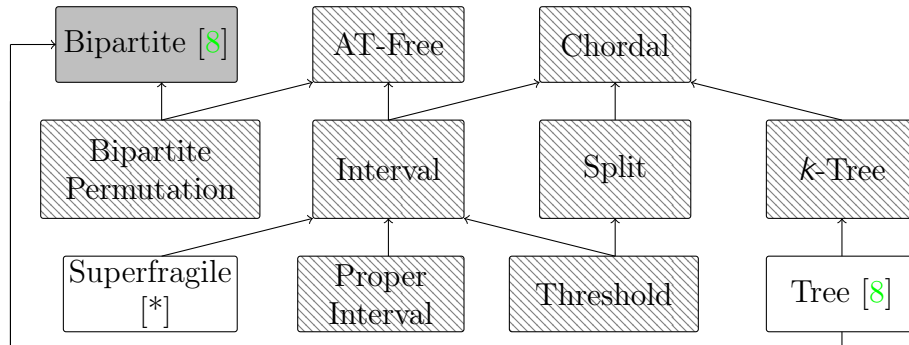 Bipartite [8]
AT-Free
Chordal
Bipartite
Permutation
Interval
Split
k-Tree
Superfragile
[*]
Proper
Interval
Threshold
Tree [8]